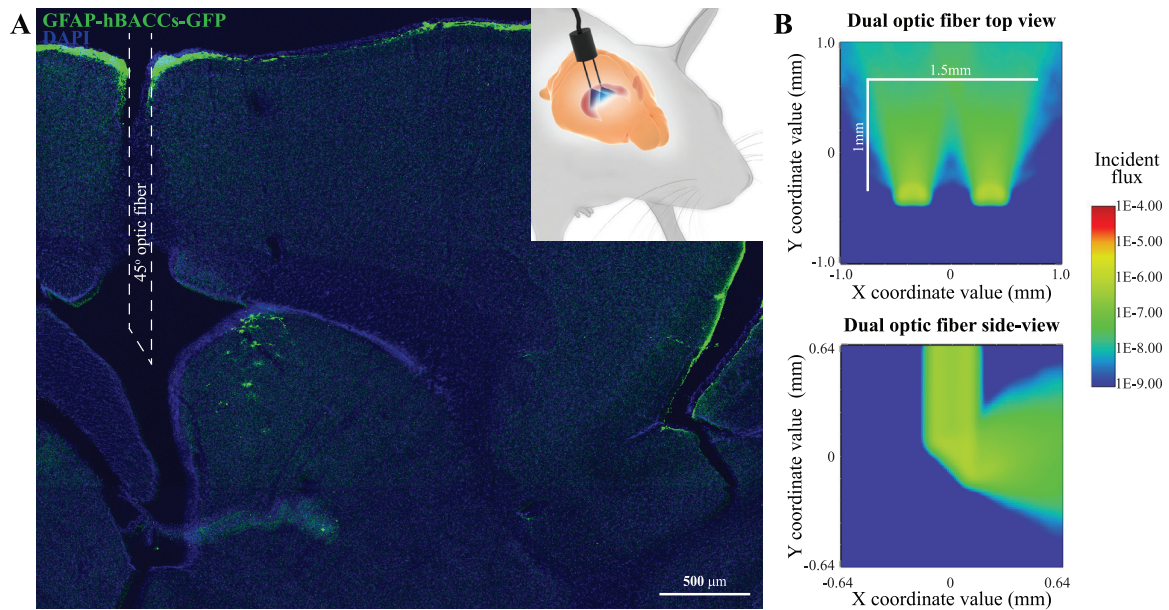 A
GFAP-hBACCs-GFP
DAPI
45° optic fiber
500 μm
B
Dual optic fiber top view
Y coordinate value (mm)
1.0
0
-1.0
1.5mm
1mm
-1.0 0 1.0
X coordinate value (mm)
Dual optic fiber side-view
Y coordinate value (mm)
0.64
0
-0.64
-0.64 0 0.64
X coordinate value (mm)
Incident
flux
1E-4.00
1E-5.00
1E-6.00
1E-7.00
1E-8.00
1E-9.00